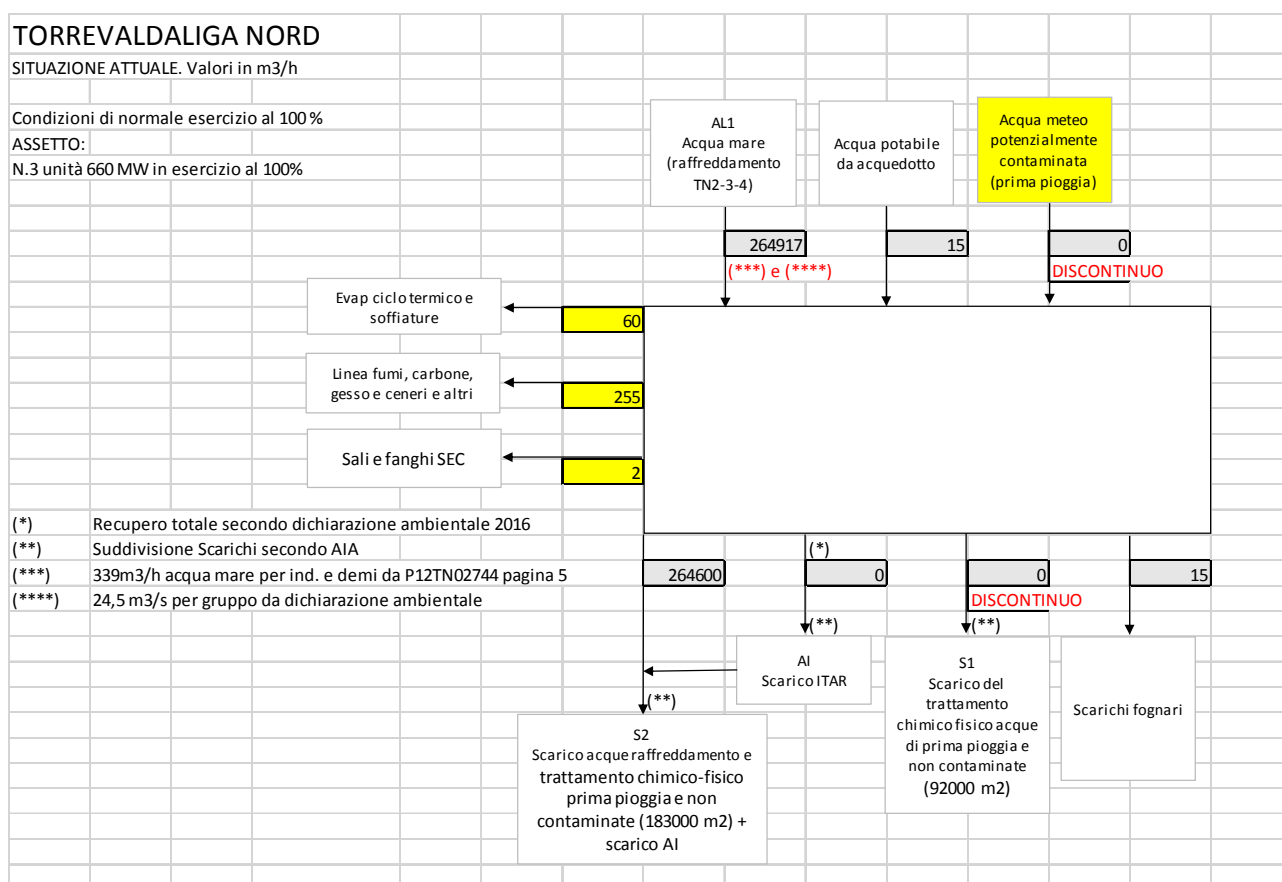 TORREVALDALIGA NORD
SITUAZIONE ATTUALE. Valori in m3/h
Condizioni di normale esercizio al 100 %
ASSETTO:
N.3 unità 660 MW in esercizio al 100%
AL1
Acqua mare
(raffreddamento
TN2-3-4)
Acqua potabile
da acquedotto
Acqua meteo
potenzialmente
contaminata
(prima pioggia)
264917
15
0
(***) e (****)
DISCONTINUO
Evap ciclo termico e
soffiature
60
Linea fumi, carbone,
gesso e ceneri e altri
255
Sali e fanghi SEC
2
(*) Recupero totale secondo dichiarazione ambientale 2016
(**) Suddivisione Scarichi secondo AIA
(***) 339m3/h acqua mare per ind. e demi da P12TN02744 pagina 5
(****) 24,5 m3/s per gruppo da dichiarazione ambientale
(*)
264600
0
0
15
DISCONTINUO
(**)
(**)
AI
Scarico ITAR
S1
Scarico del
trattamento
chimico fisico acque
di prima pioggia e
non contaminate
(92000 m2)
Scarichi fognari
(**)
S2
Scarico acque raffreddamento e
trattamento chimico-fisico
prima pioggia e non
contaminate (183000 m2) +
scarico AI